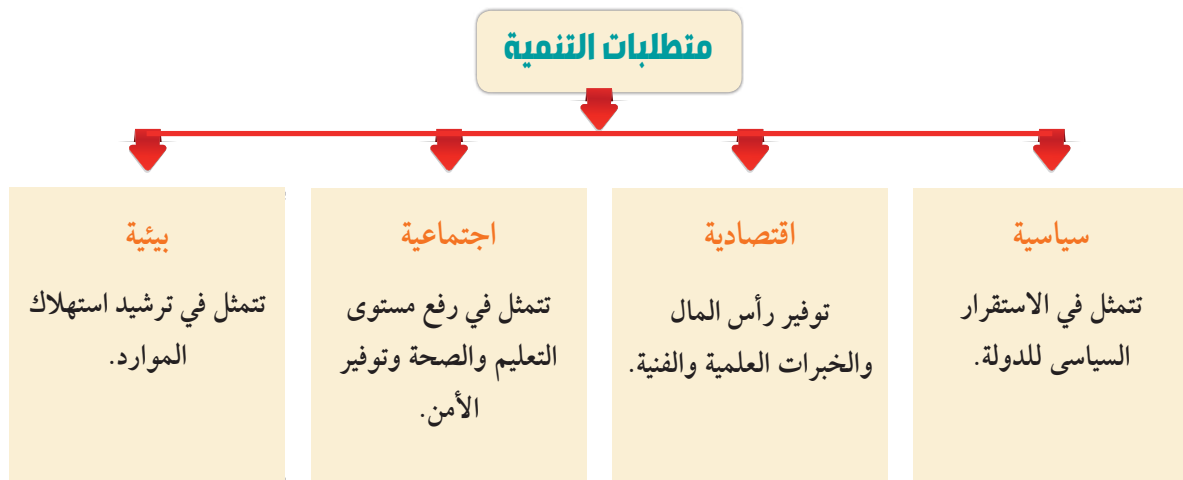 متطلبات التنمية
سياسية
تتمثل في الاستقرار
السياسى للدولة.
اقتصادية
توفير رأس المال
والخبرات العلمية والفنية.
اجتماعية
تتمثل في رفع مستوى
التعليم والصحة وتوفير
الأمن.
بيئية
تتمثل في ترشيد استهلاك
الموارد.